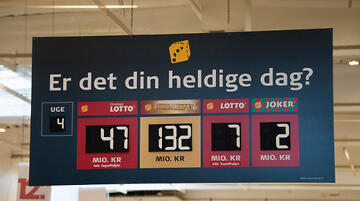 Er det din heldige dag?
UGE
4
LOTTO
LOTTO
JOKER
47
132
7
2
MIO. KR
MIO. KR
MIO. KR
MIO. KR
12.